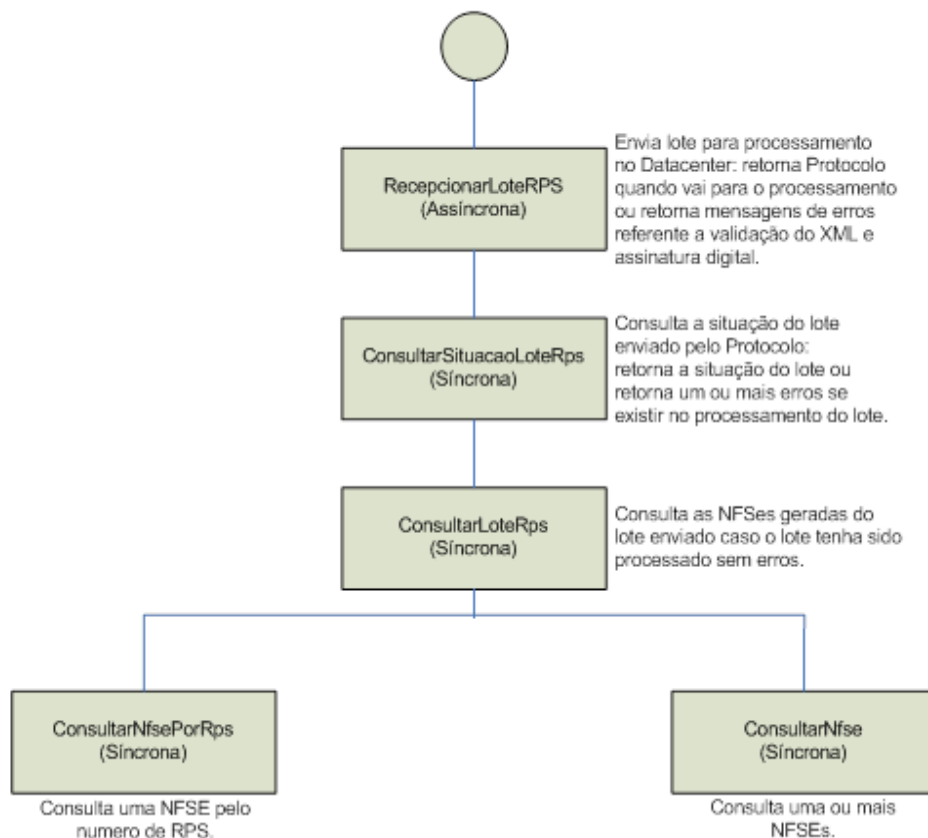 RecepcionarLoteRPS
(Assíncrona)
Envia lote para processamento
no Datacenter: retorna Protocolo
quando vai para o processamento
ou retorna mensagens de erros
referente a validação do XML e
assinatura digital.
ConsultarSituacaoLoteRps
(Síncrona)
Consulta a situação do lote
enviado pelo Protocolo:
retorna a situação do lote ou
retorna um ou mais erros se
existir no processamento do lote.
ConsultarLoteRps
(Síncrona)
Consulta as NFSes geradas do
lote enviado caso o lote tenha sido
processado sem erros.
ConsultarNfsePorRps
(Síncrona)
Consulta uma NFSE pelo
numero de RPS.
ConsultarNfse
(Síncrona)
Consulta uma ou mais
NFSEs.